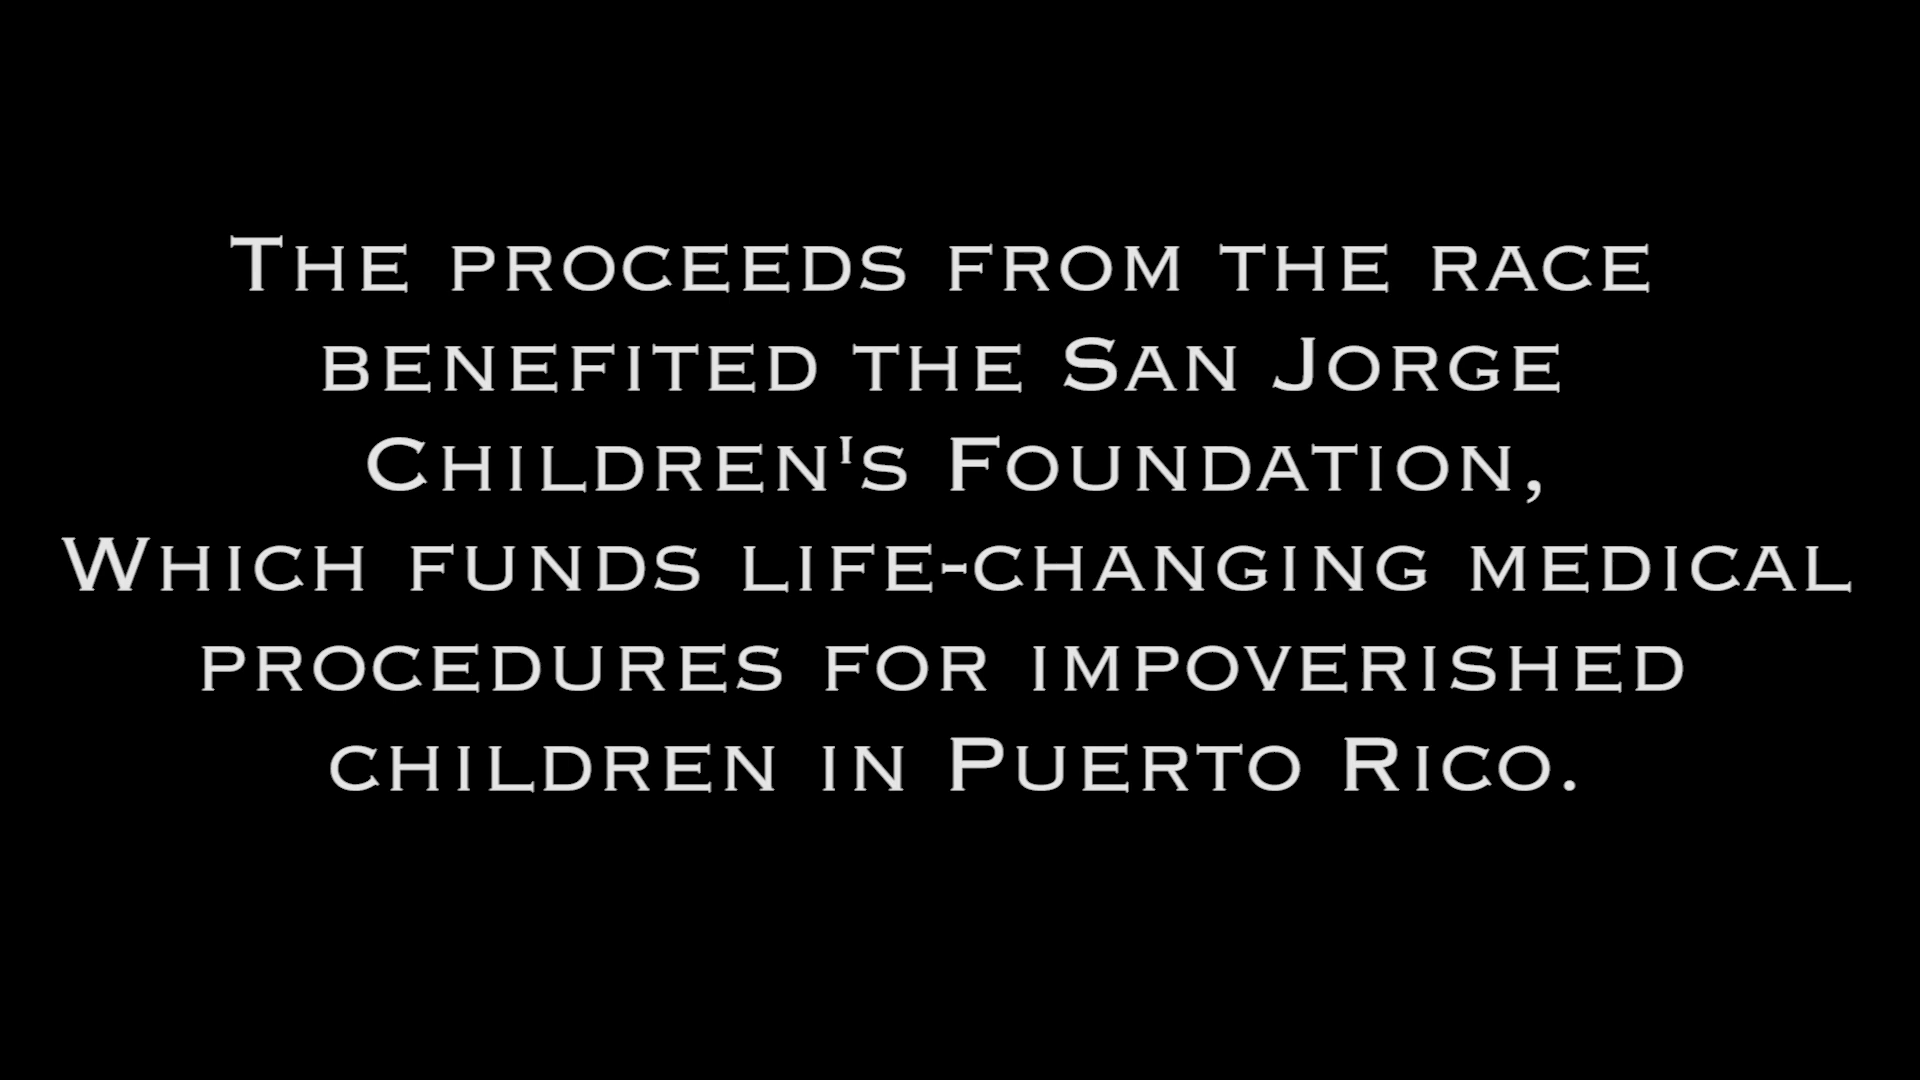 The proceeds from the race
benefited the San Jorge
Children's Foundation,
Which funds life-changing medical
procedures for impoverished
children in Puerto Rico.